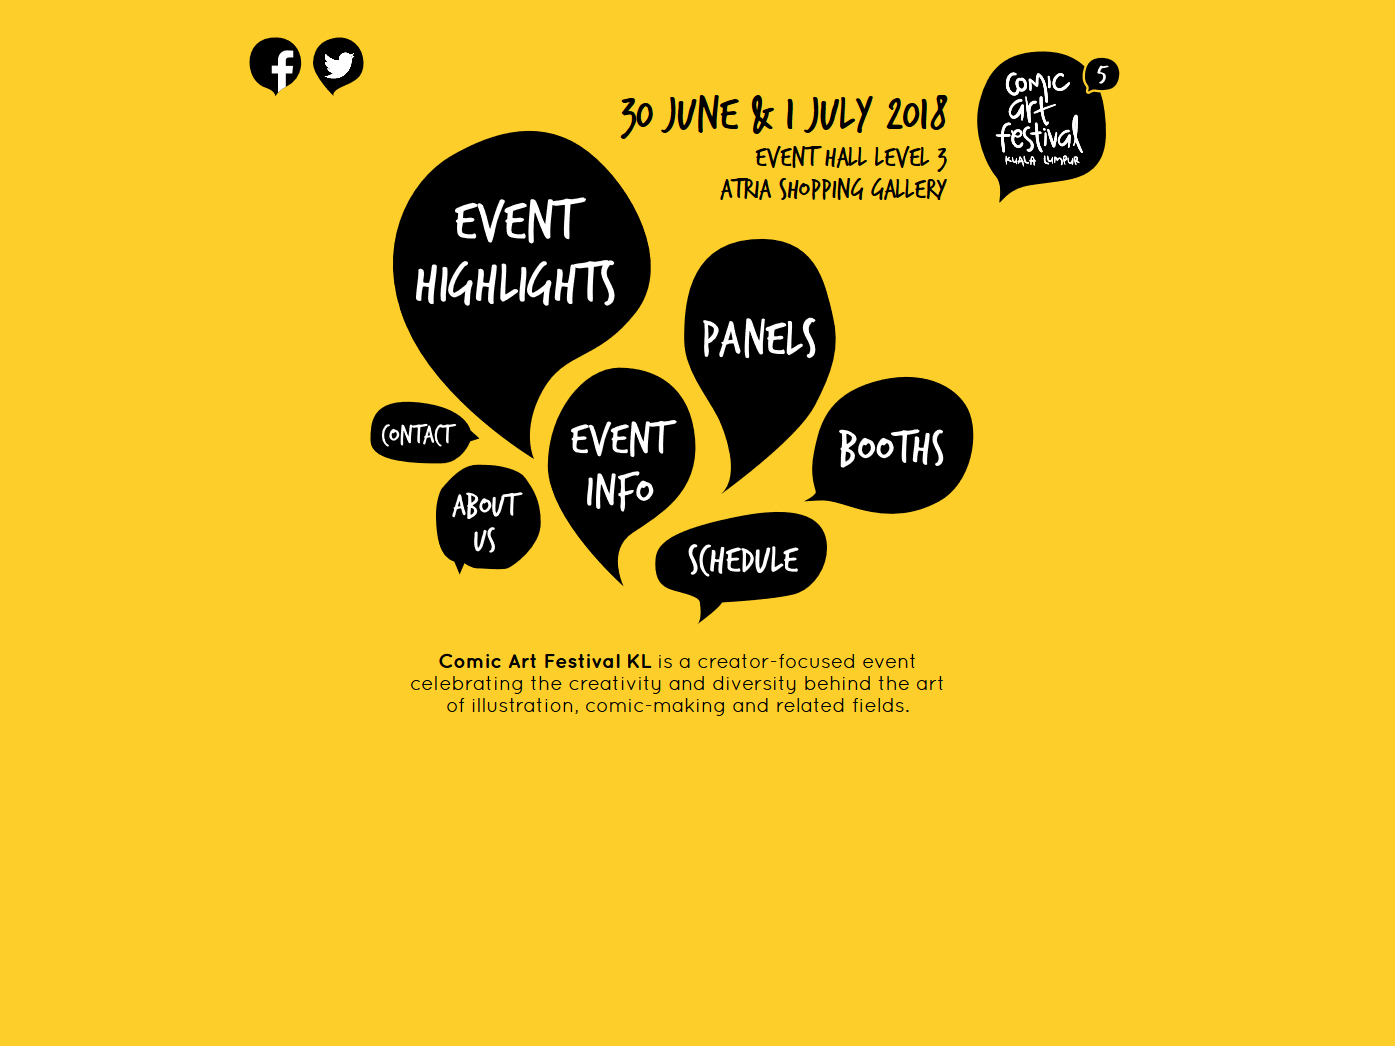 30 JUNE & 1 JULY 2018
EVENT HALL LEVEL 3
ATRIA SHOPPING GALLERY
Comic
art
festival
KUALA LUMPUR
5
EVENT
HIGHLIGHTS
PANELS
CONTACT
EVENT
INFO
BOOTHS
ABOUT
US
SCHEDULE
Comic Art Festival KL is a creator-focused event
celebrating the creativity and diversity behind the art
of illustration, comic-making and related fields.